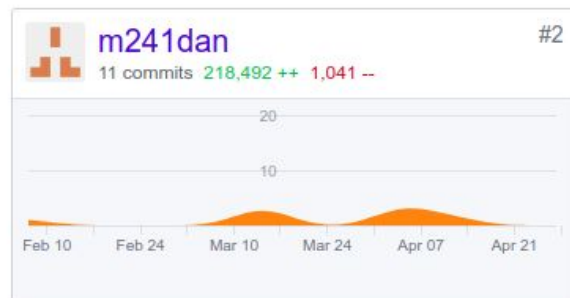 m241dan #2
11 commits 218,492 ++ 1,041 --
20
10
Feb 10 Feb 24 Mar 10 Mar 24 Apr 07 Apr 21